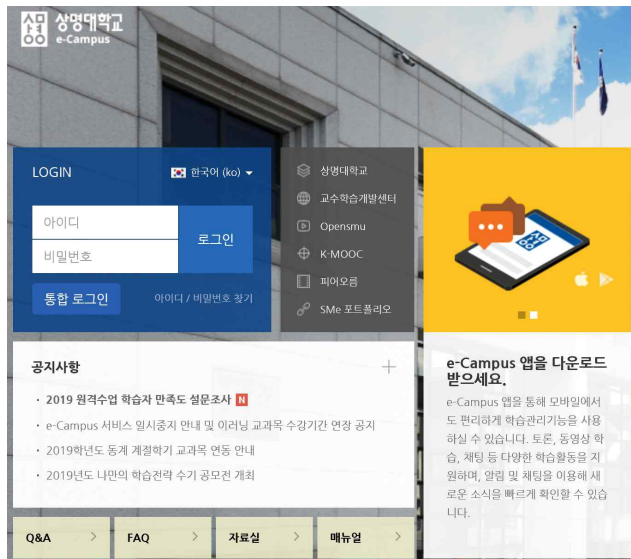 상명대학교
e-Campus
LOGIN
한국어 (ko)
아이디
비밀번호
로그인
통합 로그인
아이디 / 비밀번호 찾기
상명대학교
교수학습개발센터
Opensmu
K-MOOC
피어오름
SMe 포트폴리오
공지사항
2019 원격수업 학습자 만족도 설문조사 N
e-Campus 서비스 일시중지 안내 및 이러닝 교과목 수강기간 연장 공지
2019학년도 동계 계절학기 교과목 연동 안내
2019년도 나만의 학습전략 수기 공모전 개최
e-Campus 앱을 다운로드
받으세요.
e-Campus 앱을 통해 모바일에서
도 편리하게 학습관리기능을 사용
하실 수 있습니다. 토론, 동영상 학
습, 채팅 등 다양한 학습활동을 지
원하며, 알림 및 채팅을 이용해 새
로운 소식을 빠르게 확인할 수 있습
니다.
Q&A
FAQ
자료실
매뉴얼